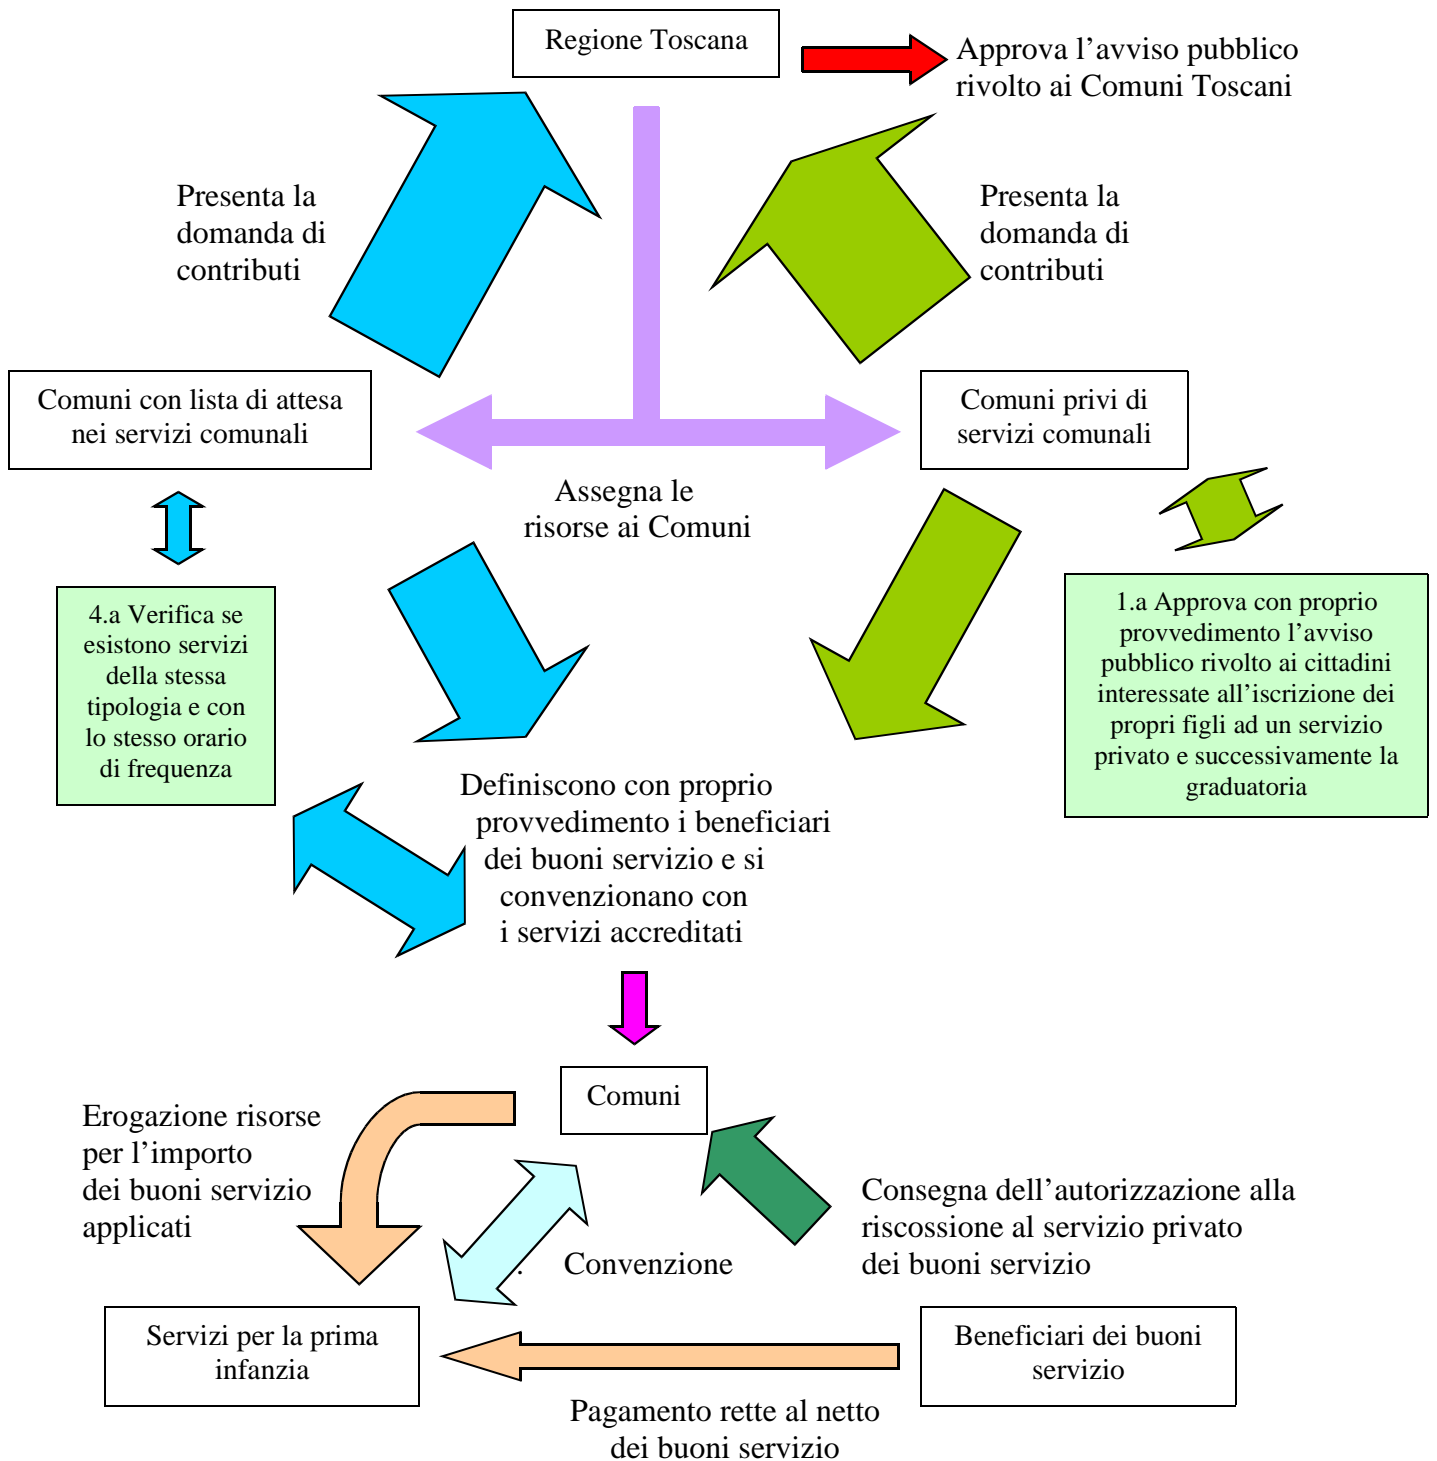 Regione Toscana
Approva l’avviso pubblico
rivolto ai Comuni Toscani
Presenta la
domanda di
contributi
Presenta la
domanda di
contributi
Comuni con lista di attesa
nei servizi comunali
Comuni privi di
servizi comunali
Assegna le
risorse ai Comuni
4.a Verifica se
esistono servizi
della stessa
tipologia e con
lo stesso orario
di frequenza
1.a Approva con proprio
provvedimento l’avviso
pubblico rivolto ai cittadini
interessate all’iscrizione dei
propri figli ad un servizio
privato e successivamente la
graduatoria
Definiscono con proprio
provvedimento i beneficiari
dei buoni servizio e si
convenzionano con
i servizi accreditati
Comuni
Erogazione risorse
per l’importo
dei buoni servizio
applicati
Consegna dell’autorizzazione alla
riscossione al servizio privato
dei buoni servizio
. Convenzione
Servizi per la prima
infanzia
Beneficiari dei buoni
servizio
Pagamento rette al netto
dei buoni servizio